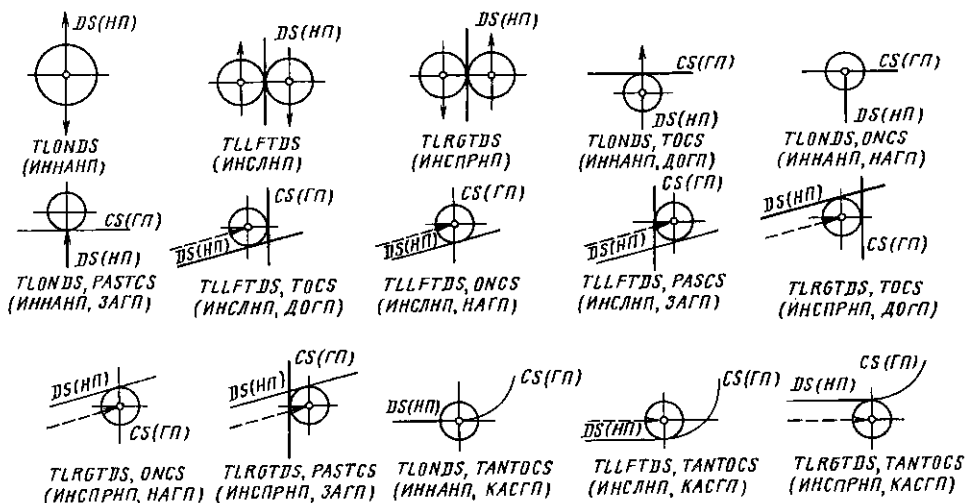 DS(НП)
TLONDS
(ИННАНП)
DS(НП)
TLLFTDS
(ИНСЛНП)
DS(НП)
TLRGTDS
(ИНСПРНП)
CS(ГП)
DS(НП)
TLONDS, TOCS
(ИННАНП, ДОГП)
CS(ГП)
DS(НП)
TLONDS, ONCS
(ИННАНП, НАГП)
CS(ГП)
DS(НП)
TLONDS, PASTCS
(ИННАНП, ЗАГП)
CS(ГП)
DS(НП)
TLLFTDS, TOCS
(ИНСЛНП, ДОГП)
CS(ГП)
DS(НП)
TLLFTDS, ONCS
(ИНСЛНП, НАГП)
CS(ГП)
DS(НП)
TLLFTDS, PASCS
(ИНСЛНП, ЗАГП)
DS(НП)
CS(ГП)
TLRGTDS, TOCS
(ИНСПРНП, ДОГП)
DS(НП)
CS(ГП)
TLRGTDS, ONCS
(ИНСПРНП, НАГП)
CS(ГП)
DS(НП)
TLRGTDS, PASTCS
(ИНСПРНП, ЗАГП)
CS(ГП)
DS(НП)
TLONDS, TANTOCS
(ИННАНП, КАСГП)
CS(ГП)
DS(НП)
TLLFTDS, TANTOCS
(ИНСЛНП, КАСГП)
CS(ГП)
DS(НП)
TLRGTDS, TANTOCS
(ИНСПРНП, КАСГП)